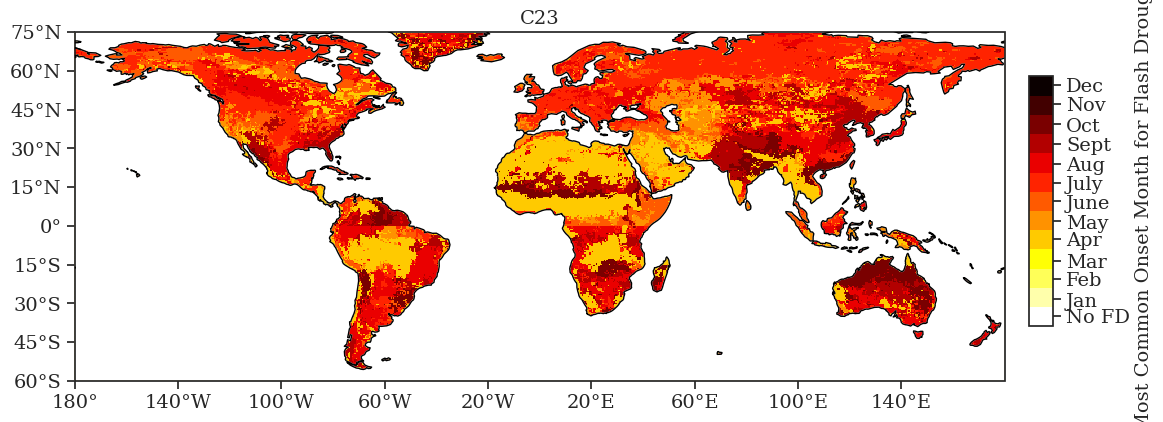 C23
75°N
60°N
45°N
30°N
15°N
0°
15°S
30°S
45°S
60°S
180°
140°W
100°W
60°W
20°W
20°E
60°E
100°E
140°E
Dec
Nov
Oct
Sept
Aug
July
June
May
Apr
Mar
Feb
Jan
No FD
Most Common Onset Month for Flash